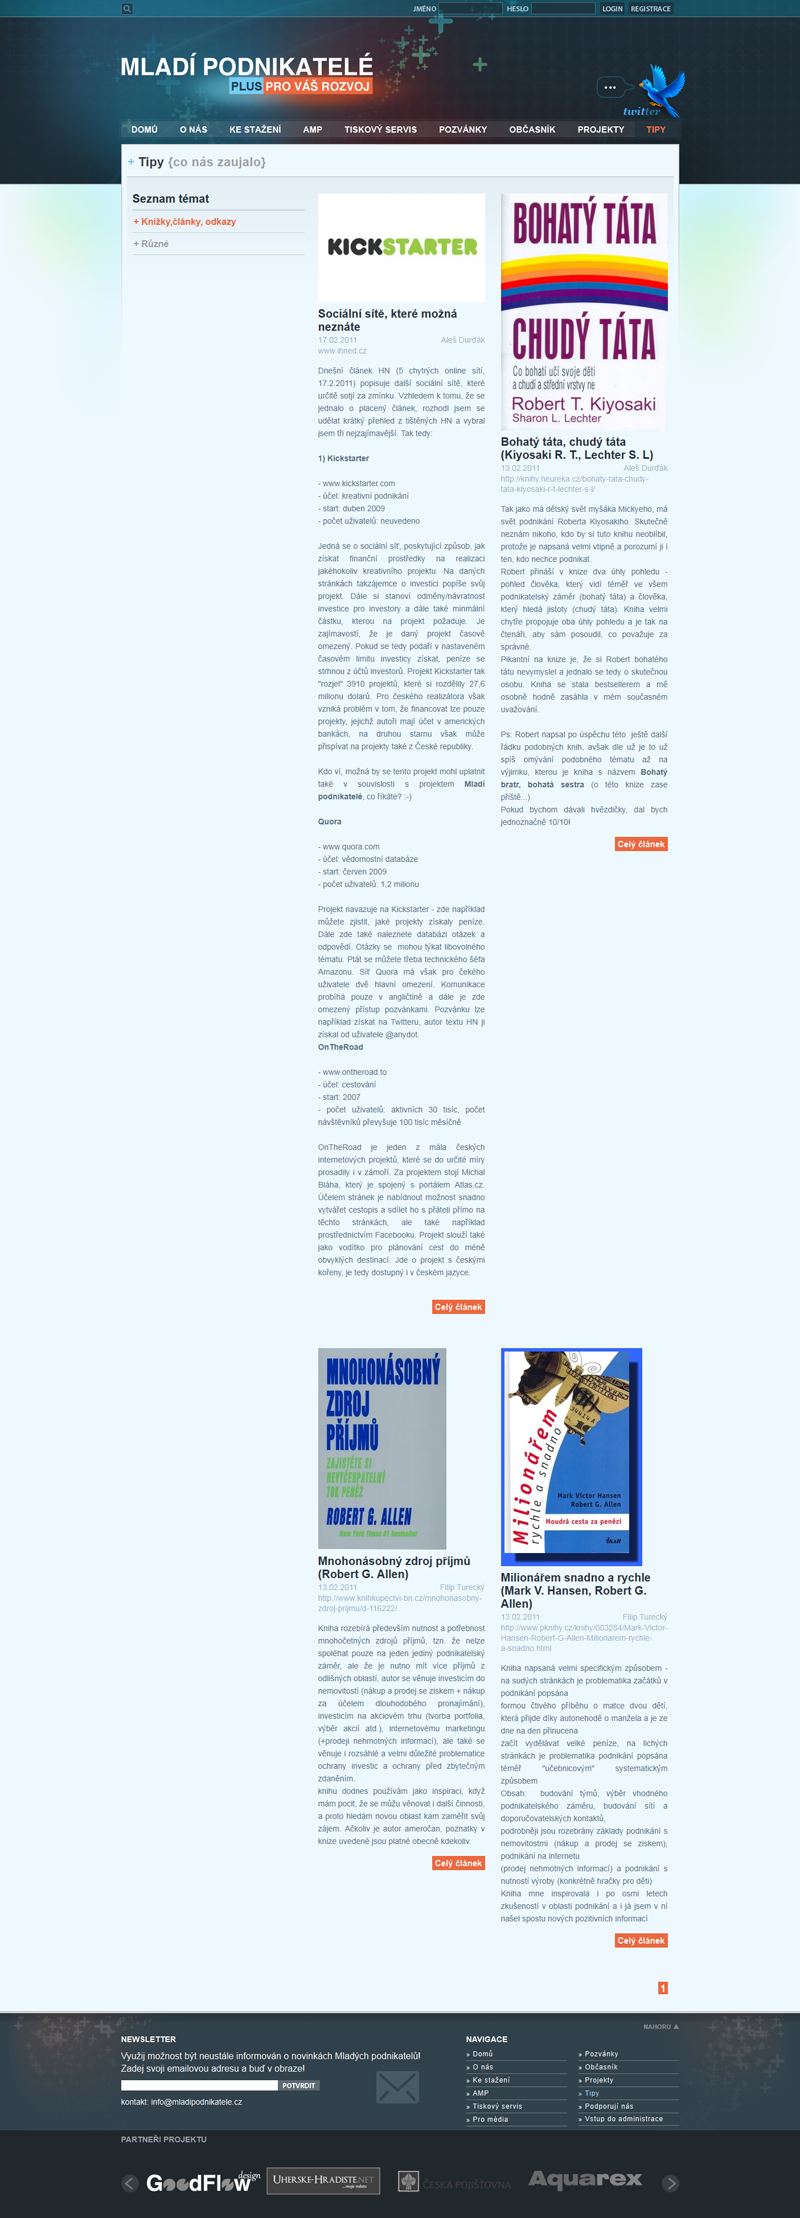 JMÉNO HESLO LOGIN REGISTRACE
MLADÍ PODNIKATELÉ
PLUS PRO VÁŠ ROZVOJ
...
twitter
DOMŮ O NÁS KE STAŽENÍ AMP TISKOVÝ SERVIS POZVÁNKY OBČASNÍK PROJEKTY TIPY
+ Tipy {co nás zaujalo}
Seznam témat
+ Knížky,články, odkazy
+ Různé
KICKSTARTER
Sociální sítě, které možná
neznáte
17.02.2011 Aleš Durďák
www.ihned.cz
Dnešní článek HN (5 chytrých online sítí,
17.2.2011) popisuje další sociální sítě, které
určitě sotjí za zmínku. Vzhledem k tomu, že se
jednalo o placený článek, rozhodl jsem se
udělat krátký přehled z tištěných HN a vybral
jsem tři nejzajímavější. Tak tedy:
1) Kickstarter
- www.kickstarter.com
- účel: kreativní podnikání
- start: duben 2009
- počet uživatelů: neuvedeno
Jedná se o sociální síť, poskytující způsob, jak
získat finanční prostředky na realizaci
jakéhokoliv kreativního projektu. Na daných
stránkách takzájemce o investici popíše svůj
projekt. Dále si stanoví odměny/návratnost
investice pro investory a dále také minmální
částku, kterou na projekt požaduje. Je
zajímavostí, že je daný projekt časově
omezený. Pokud se tedy podaří v nastaveném
časovém limitu investicy získat, peníze se
strhnou z účtů investorů. Projekt Kickstarter tak
"rozjel" 3910 projektů, které si rozdělily 27,6
milionu dolarů. Pro českého realizátora však
vzniká problém v tom, že financovat lze pouze
projekty, jejichž autoři mají účet v amerických
bankách, na druhou starnu však může
přispívat na projekty také z České republiky.
Kdo ví, možná by se tento projekt mohl uplatnit
také v souvislosti s projektem Mladí
podnikatelé, co říkáte? :-)
Quora
- www.quora.com
- účel: vědomostní databáze
- start: červen 2009
- počet uživatelů: 1,2 milionu
Projekt navazuje na Kickstarter - zde například
můžete zjistit, jaké projekty získaly peníze.
Dále zde také naleznete databázi otázek a
odpovědí. Otázky se mohou týkat libovolného
tématu. Ptát se můžete třeba technického šéfa
Amazonu. Síť Quora má však pro čekého
uživatele dvě hlavní omezení. Komunikace
probíhá pouze v angličtině a dále je zde
omezený přístup pozvánkami. Pozvánku lze
například získat na Twitteru, autor textu HN ji
získal od uživatele @anydot.
OnTheRoad
- www.ontheroad.to
- účel: cestování
- start: 2007
- počet uživatelů: aktivních 30 tisíc, počet
návštěvníků převyšuje 100 tisíc měsíčně
OnTheRoad je jeden z mála českých
internetových projektů, které se do určité míry
prosadily i v zámoří. Za projektem stojí Michal
Bláha, který je spojený s portálem Atlas.cz.
Účelem stránek je nabídnout možnost snadno
vytvářet cestopis a sdílet ho s přáteli přímo na
těchto stránkách, ale také například
prostřednictvím Facebooku. Projekt slouží také
jako vodítko pro plánování cest do méně
obvyklých destinací. Jde o projekt s českými
kořeny, je tedy dostupný i v českém jazyce.
Celý článek
BOHATÝ TÁTA
CHUDÝ TÁTA
Co bohatí učí svoje děti
a chudí a střední vrstvy ne
Robert T. Kiyosaki
Sharon L. Lechter
Bohatý táta, chudý táta
(Kiyosaki R. T., Lechter S. L)
13.02.2011 Aleš Durďák
http://knihy.heureka.cz/bohaty-tata-chudy-
tata-kiyosaki-r-t-lechter-s-l/
Tak jako má dětský svět myšáka Mickyeho, má
svět podnikání Roberta Kiyosakiho. Skutečně
neznám nikoho, kdo by si tuto knihu neoblíbil,
protože je napsaná velmi vtipně a porozumí ji i
ten, kdo nechce podnikat.
Robert přináší v knize dva úhly pohledu -
pohled člověka, který vidí téměř ve všem
podnikatelský záměr (bohatý táta) a člověka,
který hledá jistoty (chudý táta). Kniha velmi
chytře propojuje oba úhly pohledu a je tak na
čtenáři, aby sám posoudil, co považuje za
správné.
Pikantní na knize je, že si Robert bohatého
tátu nevymyslel a jednalo se tedy o skutečnou
osobu. Kniha se stala bestsellerem a mě
osobně hodně zasáhla v mém současném
uvažování.
Ps: Robert napsal po úspěchu této ještě další
řádku podobných knih, avšak dle už je to už
spíš omývání podobného tématu až na
výjimku, kterou je kniha s názvem Bohatý
bratr, bohatá sestra (o této knize zase
příště...)
Pokud bychom dávali hvězdičky, dal bych
jednoznačně 10/10!
Celý článek
MNOHONÁSOBNÝ
ZDROJ
PŘÍJMŮ
ZAJISTĚTE SI
NEVYČERPATELNÝ
TOK PENĚZ
ROBERT G. ALLEN
New York Times #1 bestseller
Mnohonásobný zdroj příjmů
(Robert G. Allen)
13.02.2011 Filip Turecký
http://www.knihkupectvi-bn.cz/mnohonasobny-
zdroj-prijmu/d-116222/
Kniha rozebírá především nutnost a potřebnost
mnohočetných zdrojů příjmů, tzn. že nelze
spoléhat pouze na jeden jediný podnikatelský
záměr, ale že je nutno mít více příjmů z
odlišných oblastí, autor se věnuje investicím do
nemovitostí (nákup a prodej se ziskem + nákup
za účelem dlouhodobého pronajímání),
investicím na akciovém trhu (tvorba portfolia,
výběr akcií atd.), internetovému marketingu
(+prodeji nehmotných informací), ale také se
věnuje i rozsáhlé a velmi důležité problematice
ochrany investic a ochrany před zbytečným
zdaněním.
knihu dodnes používám jako inspiraci, když
mám pocit, že se můžu věnovat i další činnosti,
a proto hledám novou oblast kam zaměřit svůj
zájem. Ačkoliv je autor ameročan, poznatky v
knize uvedené jsou platné obecně kdekoliv.
Celý článek
Milionářem
rychle a snadno
Mark Victor Hansen
Robert G. Allen
Moudrá cesta za penězi
IKAR
Milionářem snadno a rychle
(Mark V. Hansen, Robert G.
Allen)
13.02.2011 Filip Turecký
http://www.pknihy.cz/knihy/003284/Mark-Victor-
Hansen-Robert-G-Allen-Milionarem-rychle-
a-snadno.html
Kniha napsaná velmi specifickým způsobem -
na sudých stránkách je problematika začátků v
podnikání popsána
formou čtivého příběhu o matce dvou dětí,
která přijde díky autonehodě o manžela a je ze
dne na den přinucena
začít vydělávat velké peníze, na lichých
stránkách je problematika podnikání popsána
téměř "učebnicovým" systematickým
způsobem
Obsah: budování týmů, výběr vhodného
podnikatelského záměru, budování sítí a
doporučovatelských kontaktů,
podrobněji jsou rozebrány základy podnikání s
nemovitostmi (nákup a prodej se ziskem),
podnikání na internetu
(prodej nehmotných informací) a podnikání s
nutností výroby (konkrétně hračky pro děti)
Kniha mne inspirovala i po osmi letech
zkušeností v oblasti podnikání a i já jsem v ní
našel spostu nových pozitivních informací
Celý článek
1
NAHORU
NEWSLETTER
Využij možnost být neustále informován o novinkách Mladých podnikatelů!
Zadej svoji emailovou adresu a buď v obraze!
POTVRDIT
kontakt: info@mladipodnikatele.cz
NAVIGACE
» Domů
» O nás
» Ke stažení
» AMP
» Tiskový servis
» Pro média
» Pozvánky
» Občasník
» Projekty
» Tipy
» Podporují nás
» Vstup do administrace
PARTNEŘI PROJEKTU
GoodFlow design
UHERSKE-HRADISTE.NET
...moje město
ČESKÁ POJIŠŤOVNA
Aquarex